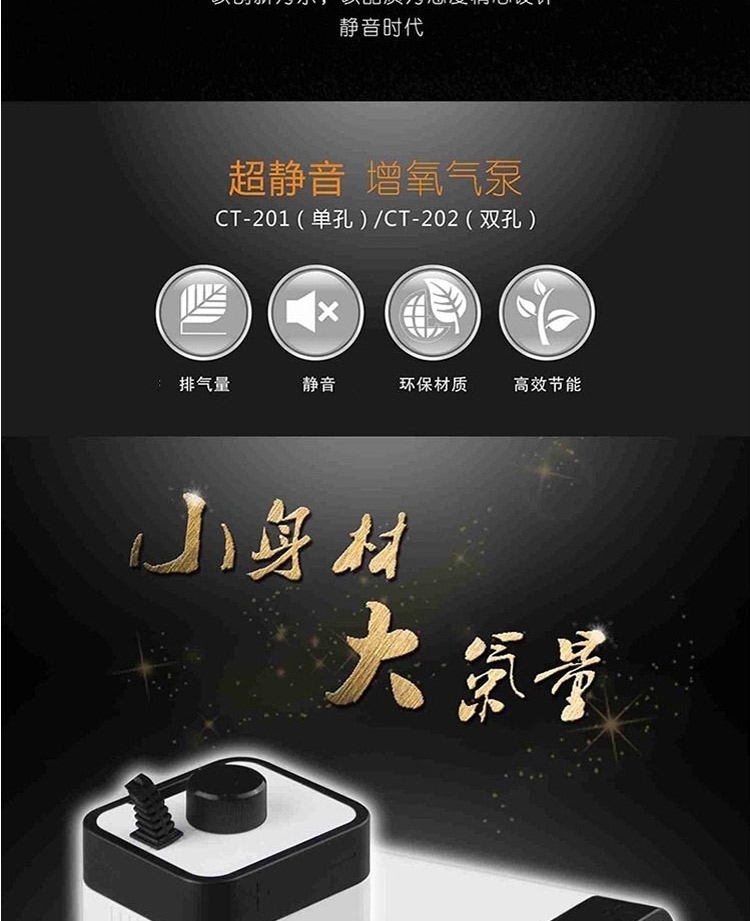 静音时代
超静音 增氧气泵
CT-201（单孔）/CT-202（双孔）
排气量 静音 环保材质 高效节能
小身材
大氣量